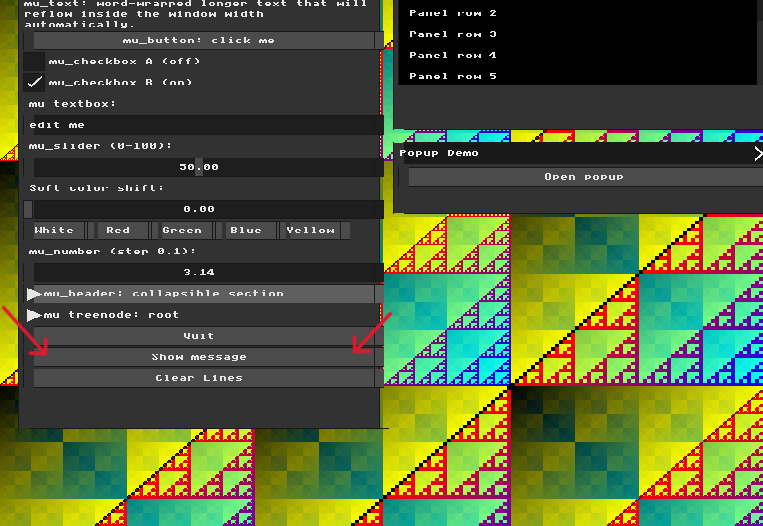 mu_text: word-wrapped longer text that will
reflow inside the window width
automatically.
mu_button: click me
mu_checkbox A (off)
mu_checkbox B (on)
mu textbox:
edit me
mu_slider (0-100):
50.00
Soft color shift:
0.00
White Red Green Blue Yellow
mu_number (step 0.1):
3.14
mu_header: collapsible section
mu treenode: root
Quit
Show message
Clear Lines
Panel row 2
Panel row 3
Panel row 4
Panel row 5
Popup Demo
Open popup